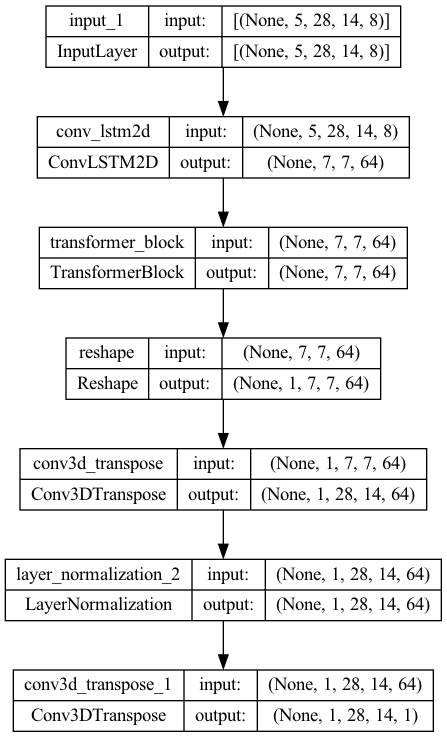 input_1 input: [(None, 5, 28, 14, 8)]
InputLayer output: [(None, 5, 28, 14, 8)]
conv_lstm2d input: (None, 5, 28, 14, 8)
ConvLSTM2D output: (None, 7, 7, 64)
transformer_block input: (None, 7, 7, 64)
TransformerBlock output: (None, 7, 7, 64)
reshape input: (None, 7, 7, 64)
Reshape output: (None, 1, 7, 7, 64)
conv3d_transpose input: (None, 1, 7, 7, 64)
Conv3DTranspose output: (None, 1, 28, 14, 64)
layer_normalization_2 input: (None, 1, 28, 14, 64)
LayerNormalization output: (None, 1, 28, 14, 64)
conv3d_transpose_1 input: (None, 1, 28, 14, 64)
Conv3DTranspose output: (None, 1, 28, 14, 1)